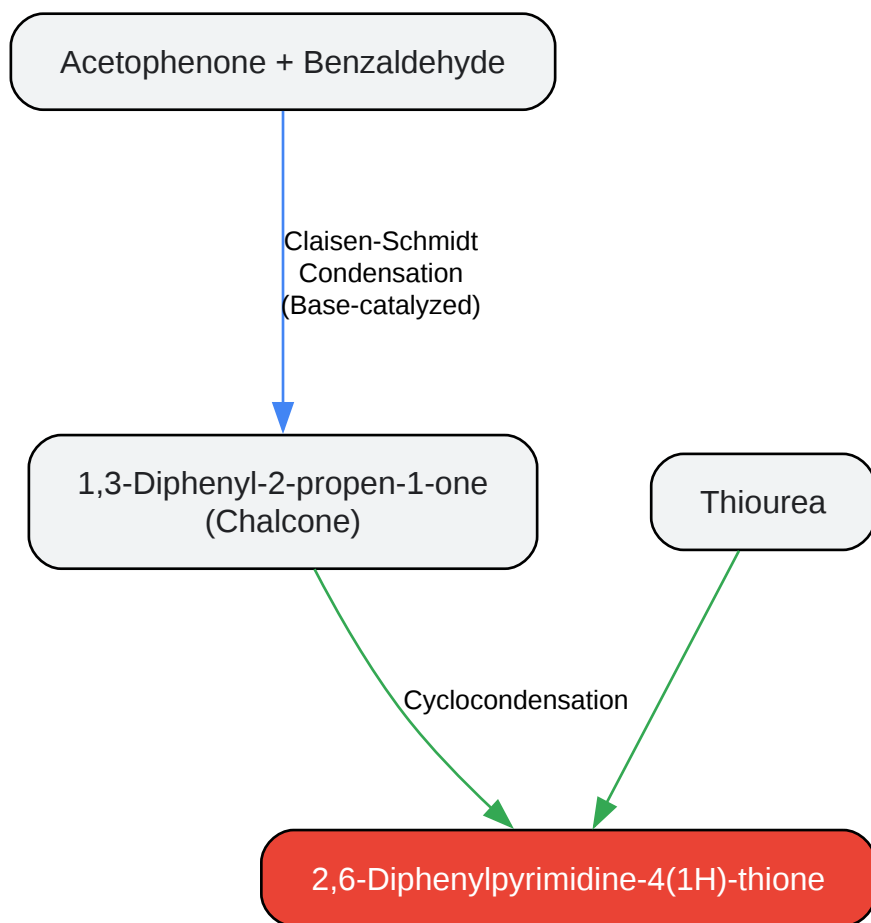 Acetophenone + Benzaldehyde
Claisen-Schmidt
Condensation
(Base-catalyzed)
1,3-Diphenyl-2-propen-1-one
(Chalcone)
Thiourea
Cyclocondensation
2,6-Diphenylpyrimidine-4(1H)-thione